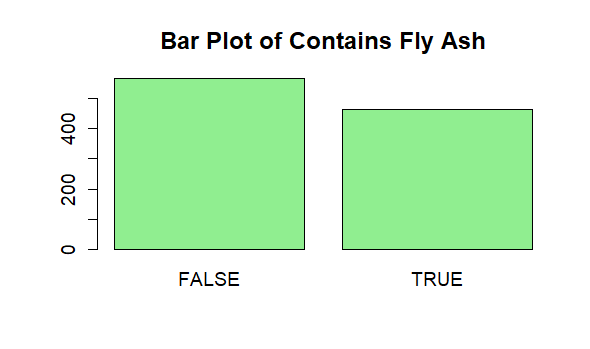 Bar Plot of Contains Fly Ash
400
200
0
FALSE TRUE